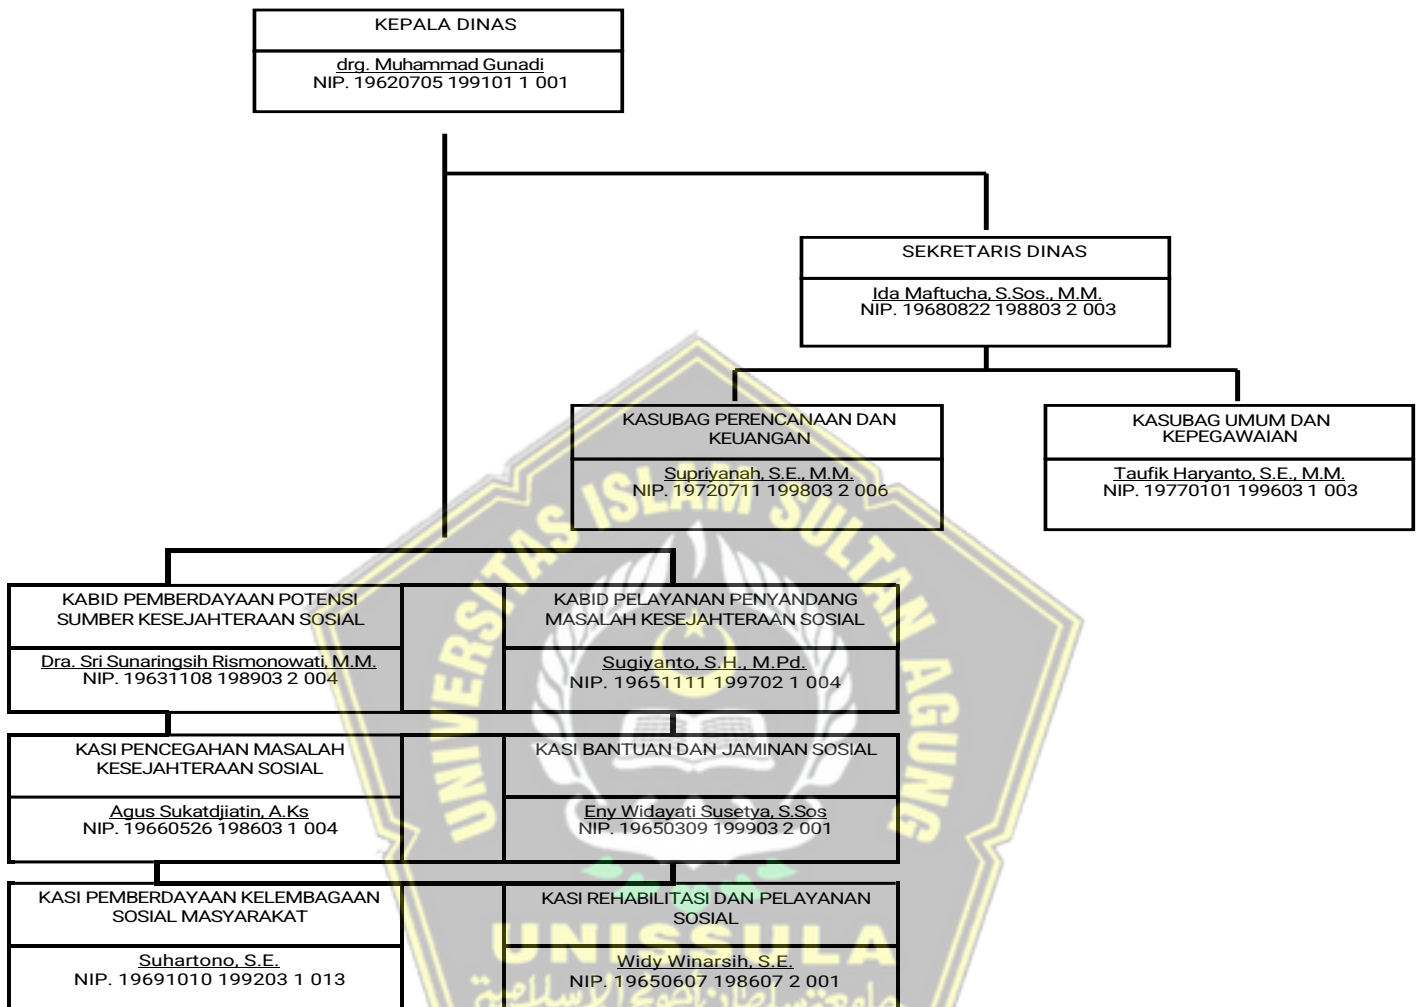 KEPALA DINAS
drg. Muhammad Gunadi
NIP. 19620705 199101 1 001
SEKRETARIS DINAS
Ida Maftucha, S.Sos., M.M.
NIP. 19680822 198803 2 003
KASUBAG PERENCANAAN DAN
KEUANGAN
Supriyanah, S.E., M.M.
NIP. 19720711 199803 2 006
KASUBAG UMUM DAN
KEPEGAWAIAN
Taufik Haryanto, S.E., M.M.
NIP. 19770101 199603 1 003
KABID PEMBERDAYAAN POTENSI
SUMBER KESEJAHTERAAN SOSIAL
Dra. Sri Sunaringsih Rismonowati, M.M.
NIP. 19631108 198903 2 004
KABID PELAYANAN PENYANDANG
MASALAH KESEJAHTERAAN SOSIAL
Sugiyanto, S.H., M.Pd.
NIP. 19651111 199702 1 004
KASI PENCEGAHAN MASALAH
KESEJAHTERAAN SOSIAL
Agus Sukatdjiatin, A.Ks
NIP. 19660526 198603 1 004
KASI BANTUAN DAN JAMINAN SOSIAL
Eny Widayati Susetya, S.Sos
NIP. 19650309 199903 2 001
KASI PEMBERDAYAAN KELEMBAGAAN
SOSIAL MASYARAKAT
Suhartono, S.E.
NIP. 19691010 199203 1 013
KASI REHABILITASI DAN PELAYANAN
SOSIAL
Widy Winarsih, S.E.
NIP. 19650607 198607 2 001
UNIVERSITAS ISLAM SULTAN AGUNG
UNISSULA